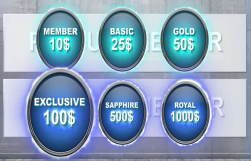 MEMBER
10$
BASIC
25$
GOLD
50$
EXCLUSIVE
100$
SAPPHIRE
500$
ROYAL
1000$